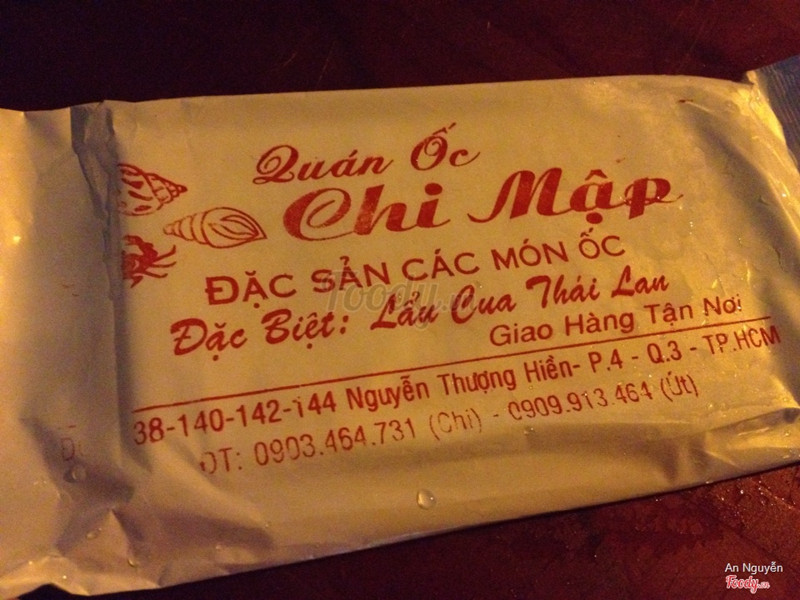 Quán Ốc
Chi Mập
ĐẶC SẢN CÁC MÓN ỐC
Đặc Biệt: Lẩu Cua Thái Lan
Giao Hàng Tận Nơi
38-140-142-144 Nguyễn Thượng Hiền- P.4 - Q.3 - TP.HCM
ĐT: 0903.464.731 (Chi) - 0909.913.464 (Út)
Foody.vn
An Nguyễn
Foody.vn